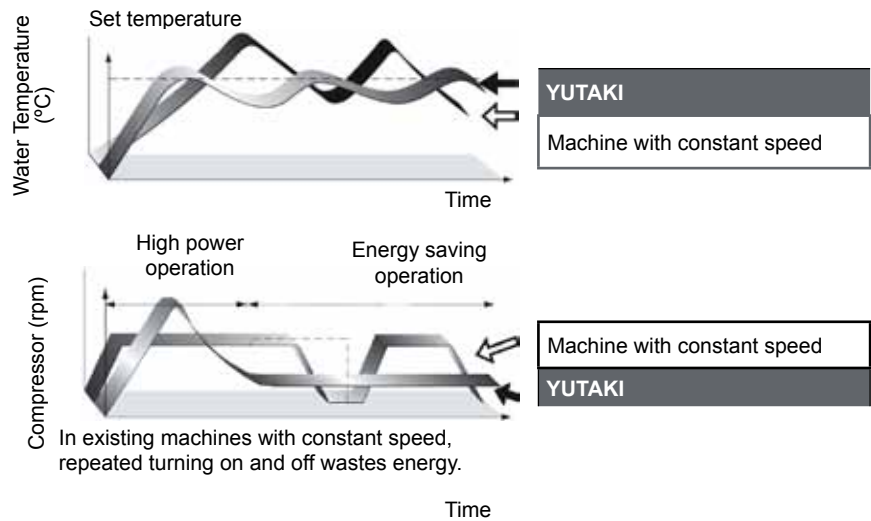 Set temperature
Water Temperature
(ºC)
YUTAKI
Machine with constant speed
Time
High power
operation
Energy saving
operation
Compressor (rpm)
Machine with constant speed
YUTAKI
In existing machines with constant speed,
repeated turning on and off wastes energy.
Time